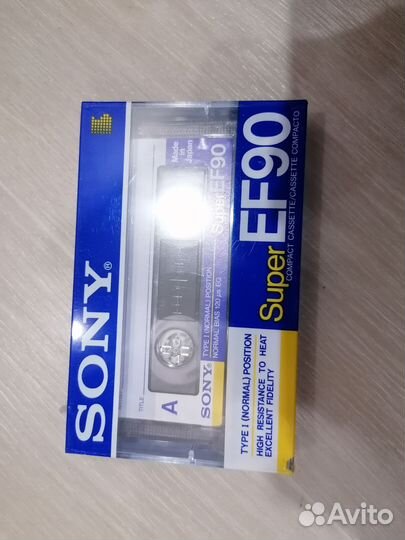 SONY®
Made
in
Japan
TITLE
A
TYPE I (NORMAL) POSITION
NORMAL BIAS 120 µs EQ
SONY
Super EF90
Super EF90
COMPACT CASSETTE/CASSETTE COMPACTO
TYPE I (NORMAL) POSITION
HIGH RESISTANCE TO HEAT
EXCELLENT FIDELITY
Avito